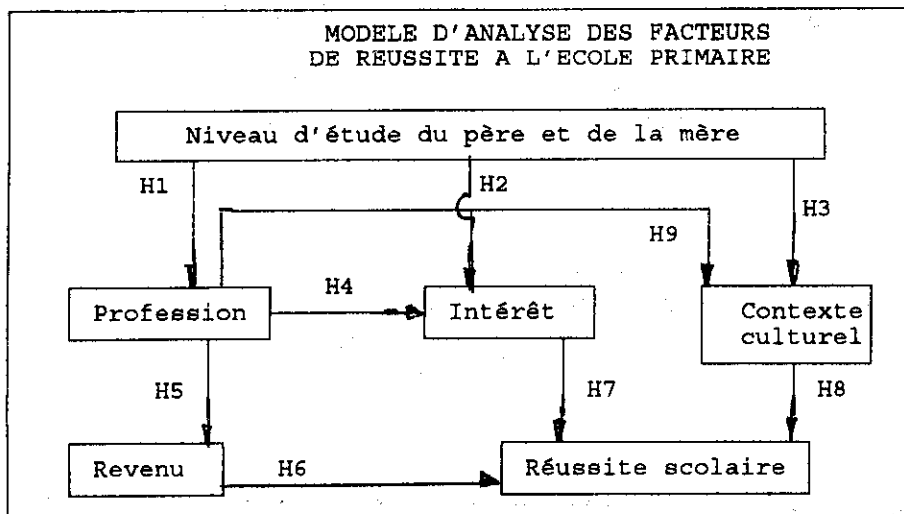 MODELE D'ANALYSE DES FACTEURS
DE REUSSITE A L'ECOLE PRIMAIRE
Niveau d'étude du père et de la mère
H1
H2
H3
H9
H4
Profession
Intérêt
Contexte
culturel
H5
H7
H8
Revenu
H6
Réussite scolaire